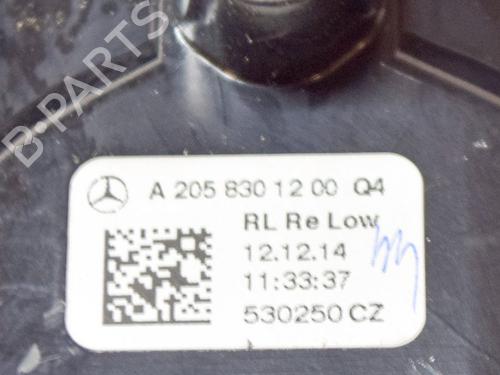 B-PARTS
A 205 830 12 00 Q4
RL Re Low
12.12.14
11:33:37
530250 CZ